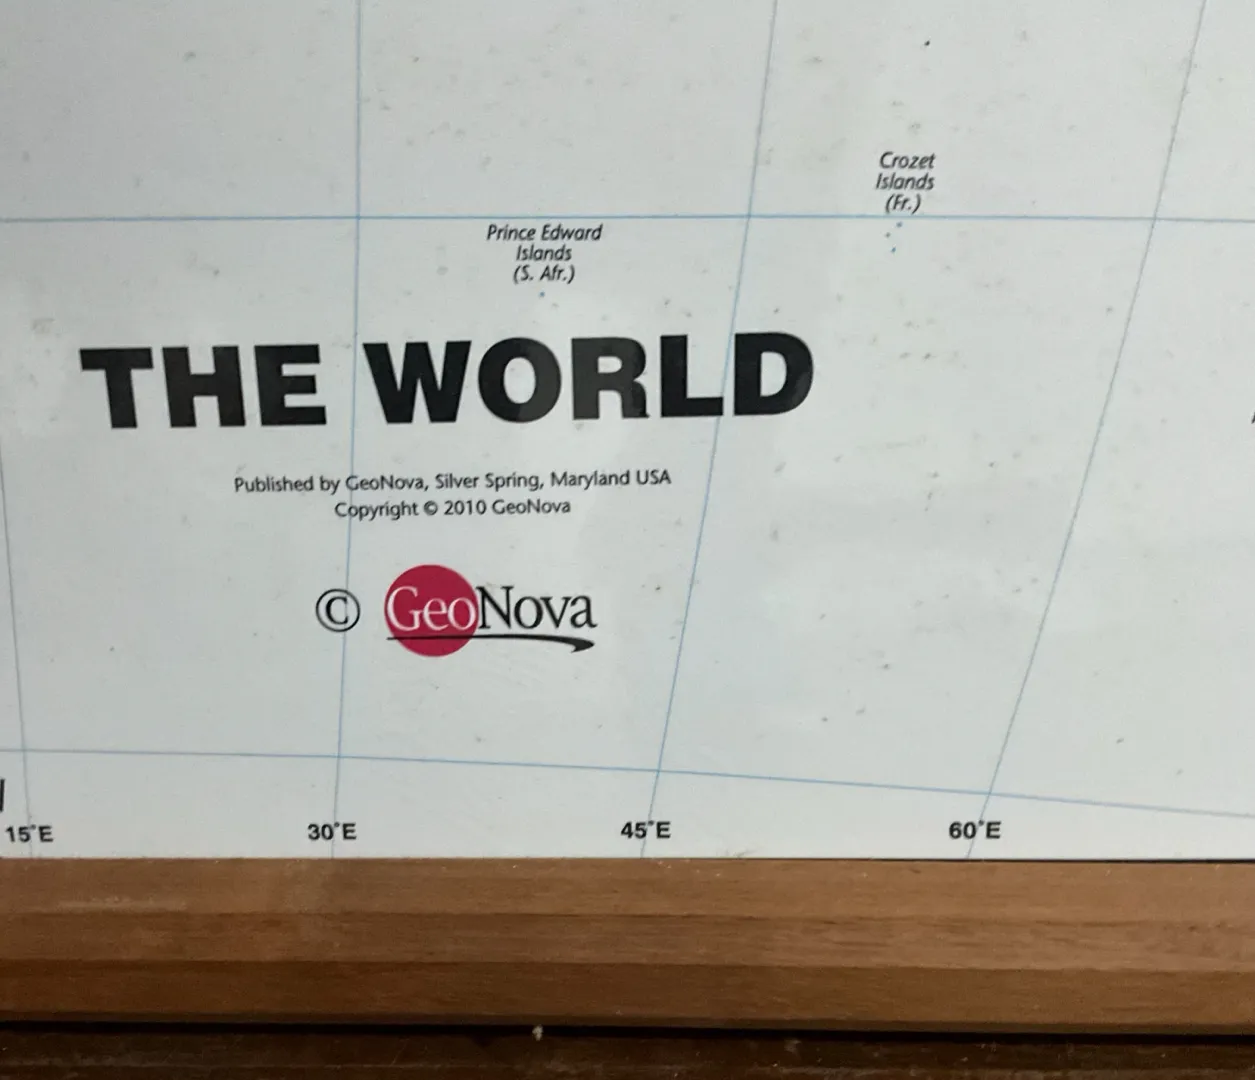 Crozet
Islands
(Fr.)
Prince Edward
Islands
(S. Afr.)
THE WORLD
Published by GeoNova, Silver Spring, Maryland USA
Copyright © 2010 GeoNova
© GeoNova
15°E 30°E 45°E 60°E